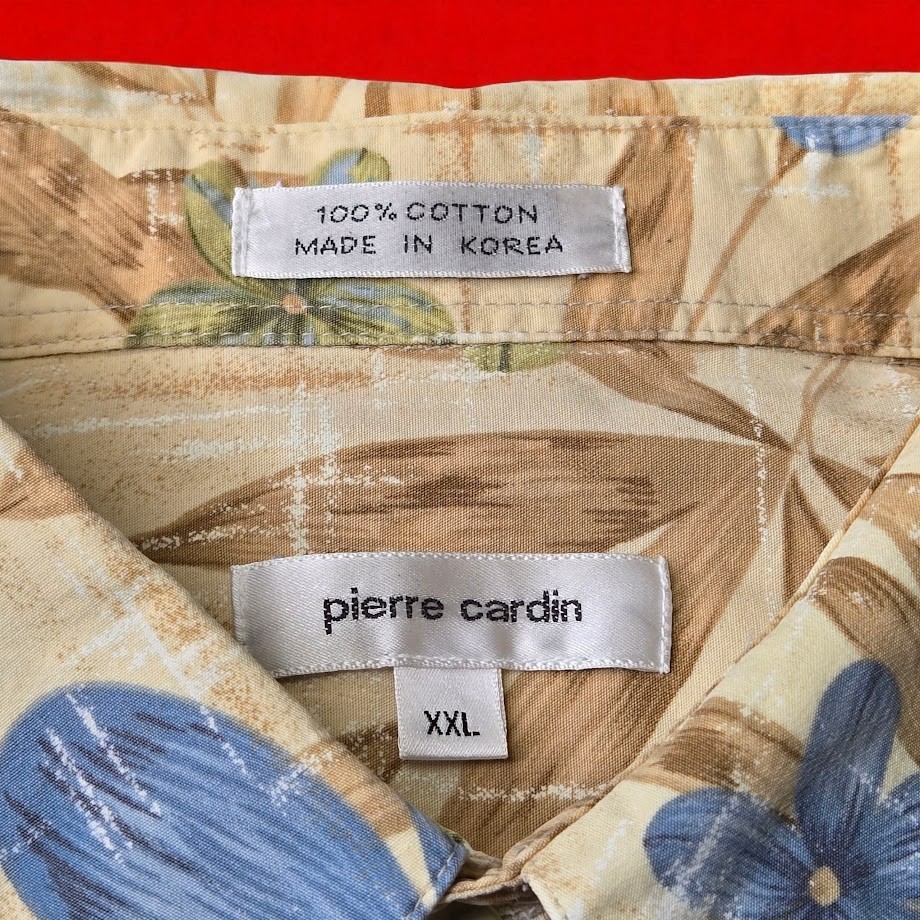 100% COTTON
MADE IN KOREA
pierre cardin
XXL